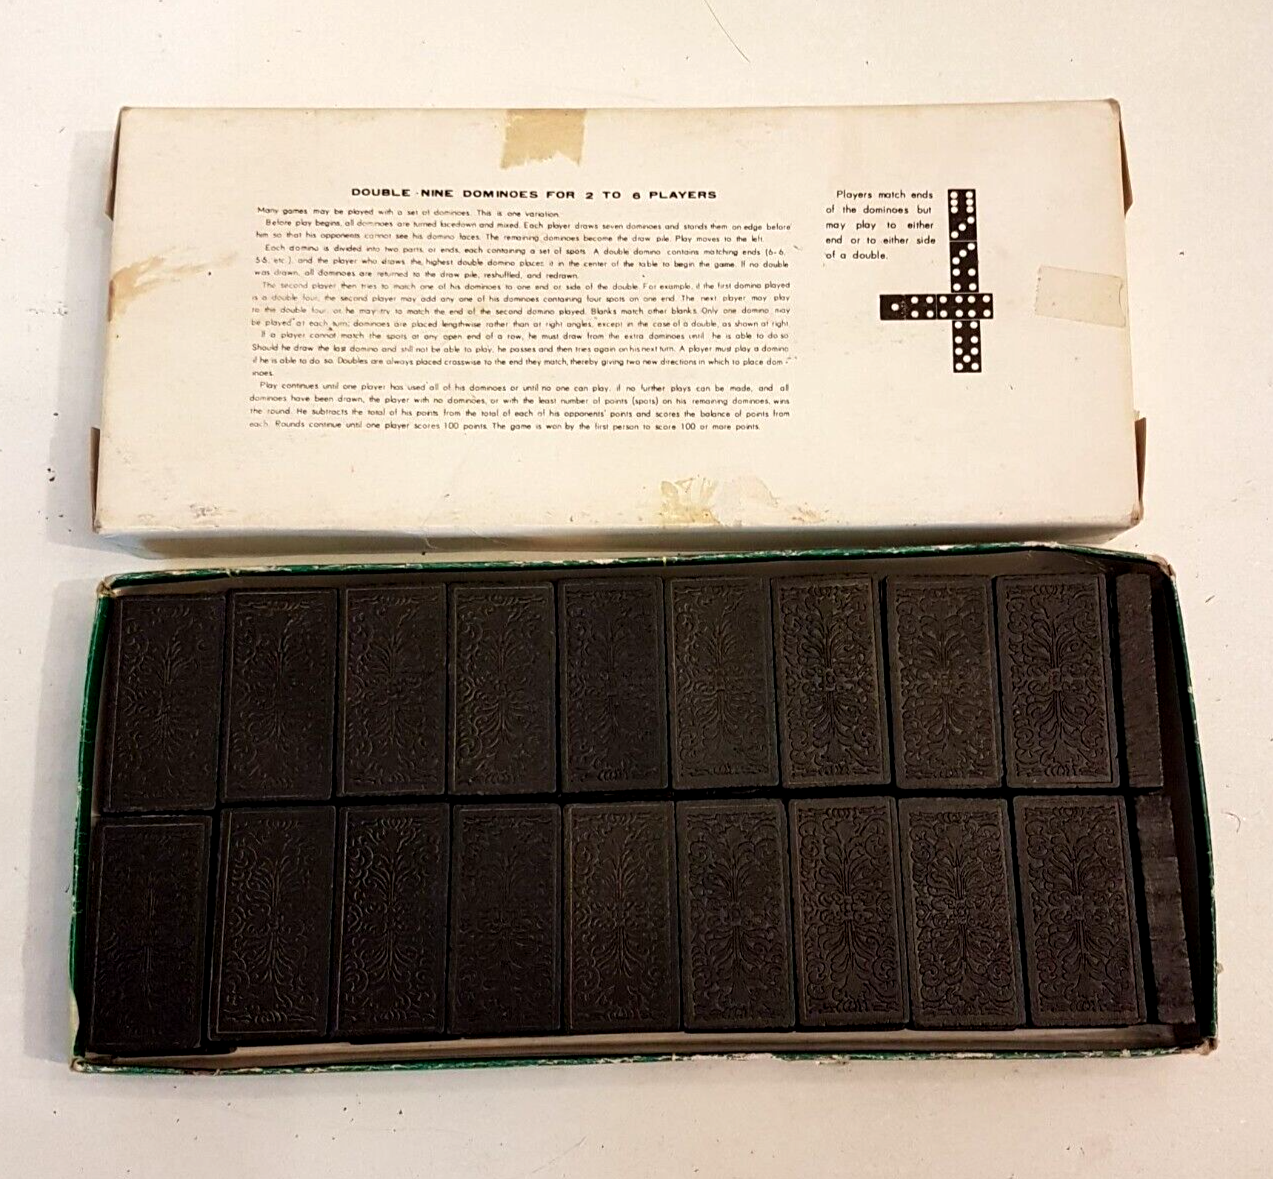 DOUBLE-NINE DOMINOES FOR 2 TO 6 PLAYERS
Many games may be played with a set of dominoes. This is one variation.
Before play begins, all dominoes are turned facedown and mixed. Each player draws seven dominoes and stands them on edge before
him so that his opponents cannot see his domino faces. The remaining dominoes become the draw pile. Play moves to the left.
Each domino is divided into two parts, or ends, each containing a set of spots. A double domino contains matching ends (6-6,
5-5, etc.), and the player who draws the highest double domino places it in the center of the table to begin the game. If no double
was drawn, all dominoes are returned to the draw pile, reshuffled, and redrawn.
The second player then tries to match one of his dominoes to one end or side of the double. For example, if the first domino played
is a double four, the second player may add any one of his dominoes containing four spots on one end. The next player may play
to the double four, or he may try to match the end of the second domino played. Blanks match other blanks. Only one domino may
be played at each turn; dominoes are placed lengthwise rather than at right angles, except in the case of a double, as shown at right.
If a player cannot match the spots at any open end of a row, he must draw from the extra dominoes until he is able to do so.
Should he draw the last domino and still not be able to play, he passes and then tries again on his next turn. A player must play a domino
if he is able to do so. Doubles are always placed crosswise to the end they match, thereby giving two new directions in which to place dom-
inoes.
Play continues until one player has used all of his dominoes or until no one can play. If no further plays can be made, and all
dominoes have been drawn, the player with no dominoes, or with the least number of points (spots) on his remaining dominoes, wins
the round. He subtracts the total of his points from the total of each of his opponents' points and scores the balance of points from
each. Rounds continue until one player scores 100 points. The game is won by the first person to score 100 or more points.
Players match ends
of the dominoes but
may play to either
end or to either side
of a double.